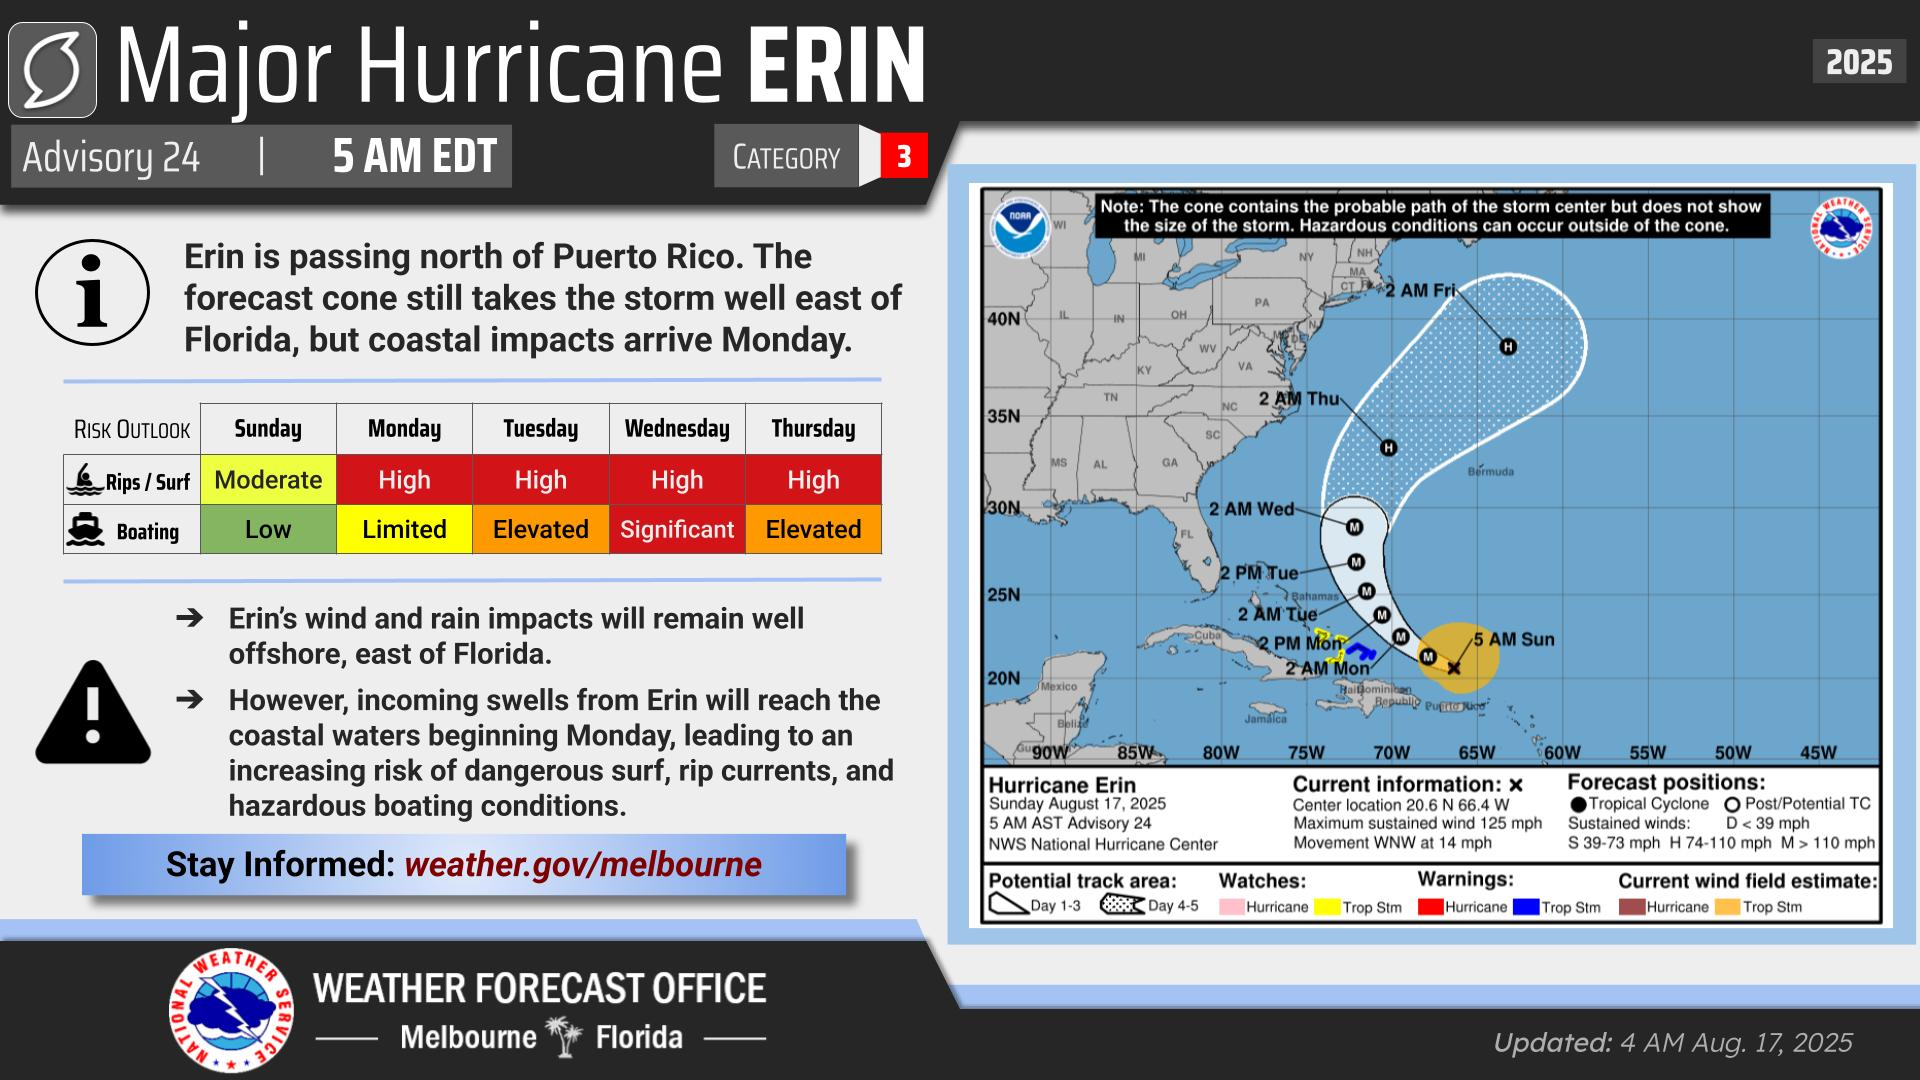 Major Hurricane ERIN
2025
Advisory 24 | 5 AM EDT
CATEGORY 3
Erin is passing north of Puerto Rico. The
forecast cone still takes the storm well east of
Florida, but coastal impacts arrive Monday.
RISK OUTLOOK Sunday Monday Tuesday Wednesday Thursday
Rips / Surf Moderate High High High High
Boating Low Limited Elevated Significant Elevated
➔ Erin's wind and rain impacts will remain well
offshore, east of Florida.
➔ However, incoming swells from Erin will reach the
coastal waters beginning Monday, leading to an
increasing risk of dangerous surf, rip currents, and
hazardous boating conditions.
Stay Informed: weather.gov/melbourne
NATIONAL WEATHER SERVICE
WEATHER FORECAST OFFICE
Melbourne Florida
NOAA
Note: The cone contains the probable path of the storm center but does not show
the size of the storm. Hazardous conditions can occur outside of the cone.
NATIONAL WEATHER SERVICE
WI
MI
NY
NH
MA
CT
PA
IL
IN
OH
WV
VA
KY
TN
NC
SC
MS
AL
GA
FL
2 AM Fri
40N
2 AM Thu
35N
Bermuda
30N
2 AM Wed
2 PM Tue
25N
Bahamas
2 AM Tue
Cuba
2 PM Mon
5 AM Sun
2 AM Mon
20N
Mexico
Haiti
Dominican
Republic
Puerto Rico
Jamaica
Belize
90W 85W 80W 75W 70W 65W 60W 55W 50W 45W
H
H
M
M
M
M
M
M
Hurricane Erin
Sunday August 17, 2025
5 AM AST Advisory 24
NWS National Hurricane Center
Current information: ×
Center location 20.6 N 66.4 W
Maximum sustained wind 125 mph
Movement WNW at 14 mph
Forecast positions:
Tropical Cyclone Post/Potential TC
Sustained winds: D < 39 mph
S 39-73 mph H 74-110 mph M > 110 mph
Potential track area:
Day 1-3 Day 4-5
Watches:
Hurricane Trop Stm
Warnings:
Hurricane Trop Stm
Current wind field estimate:
Hurricane Trop Stm
Updated: 4 AM Aug. 17, 2025